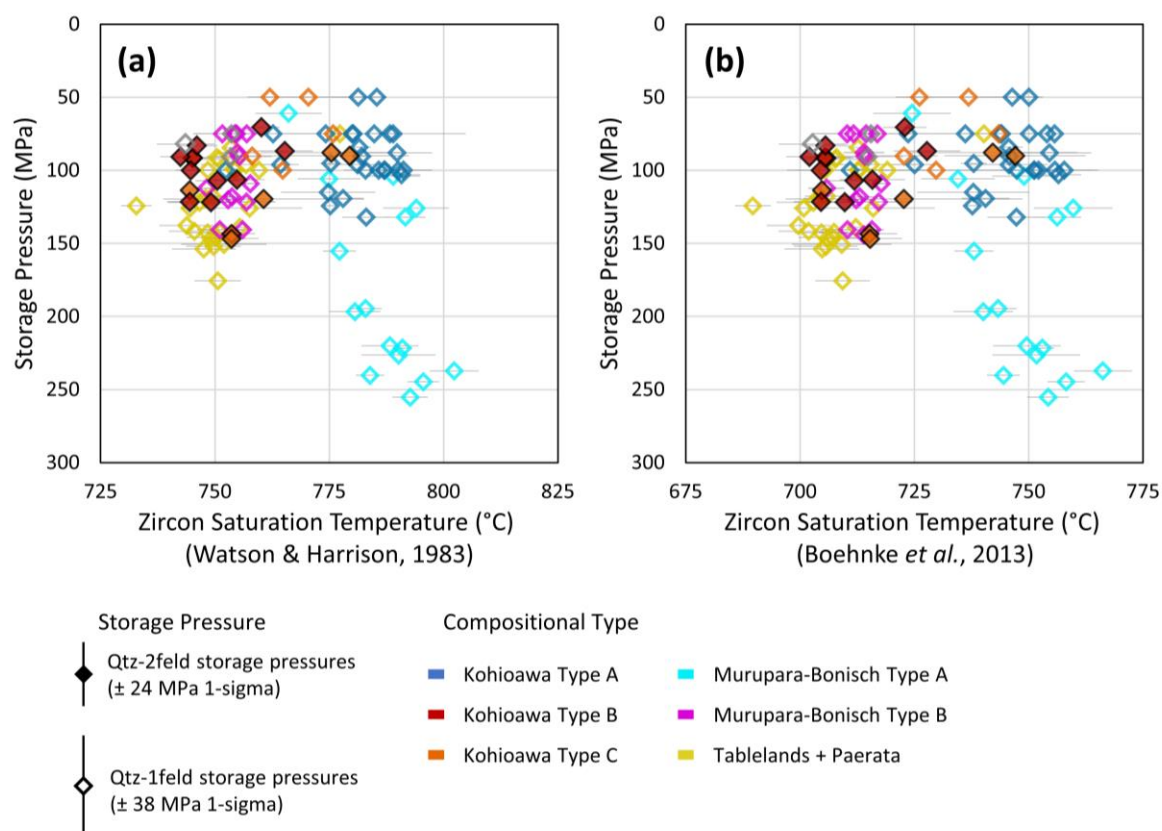 (a)
Storage Pressure (MPa)
0
50
100
150
200
250
300
725
750
775
800
825
Zircon Saturation Temperature (°C)
(Watson & Harrison, 1983)
(b)
Storage Pressure (MPa)
0
50
100
150
200
250
300
675
700
725
750
775
Zircon Saturation Temperature (°C)
(Boehnke et al., 2013)
Storage Pressure
Qtz-2feld storage pressures
(± 24 MPa 1-sigma)
Qtz-1feld storage pressures
(± 38 MPa 1-sigma)
Compositional Type
Kohioawa Type A
Kohioawa Type B
Kohioawa Type C
Murupara-Bonisch Type A
Murupara-Bonisch Type B
Tablelands + Paerata